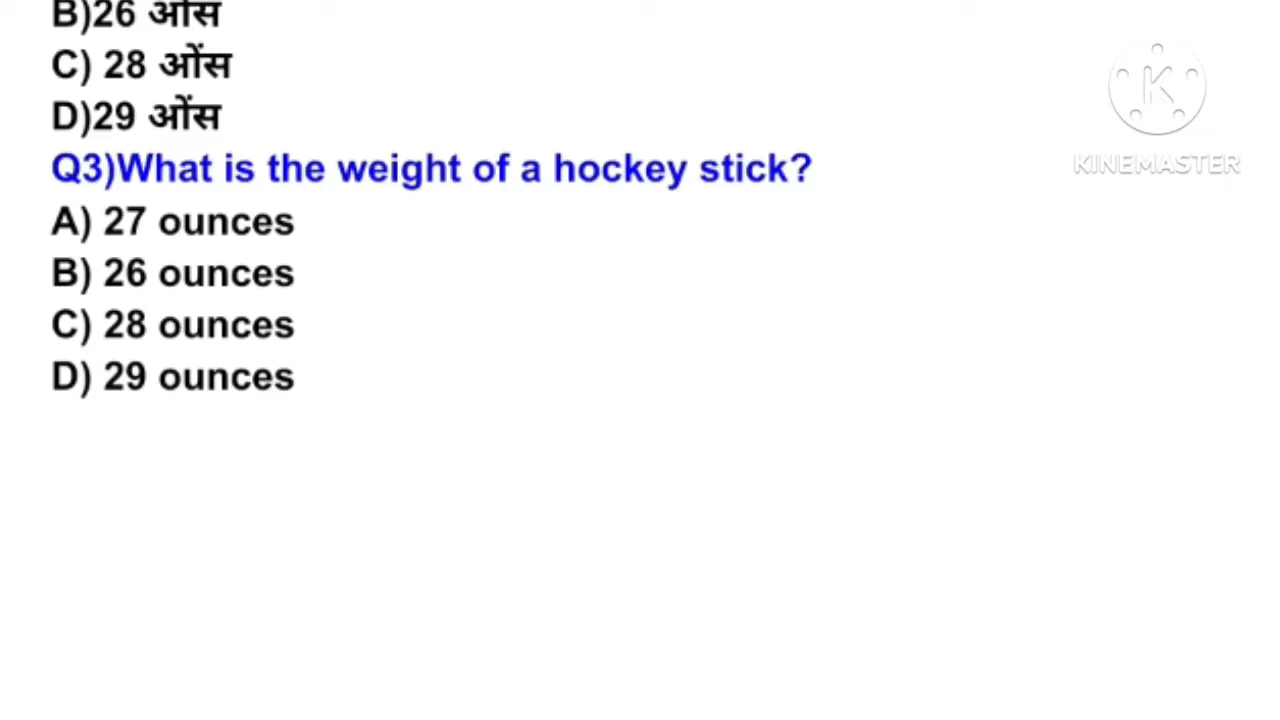 B)26 ओंस
C) 28 ओंस
D)29 ओंस
Q3)What is the weight of a hockey stick?
A) 27 ounces
B) 26 ounces
C) 28 ounces
D) 29 ounces
K
KINEMASTER